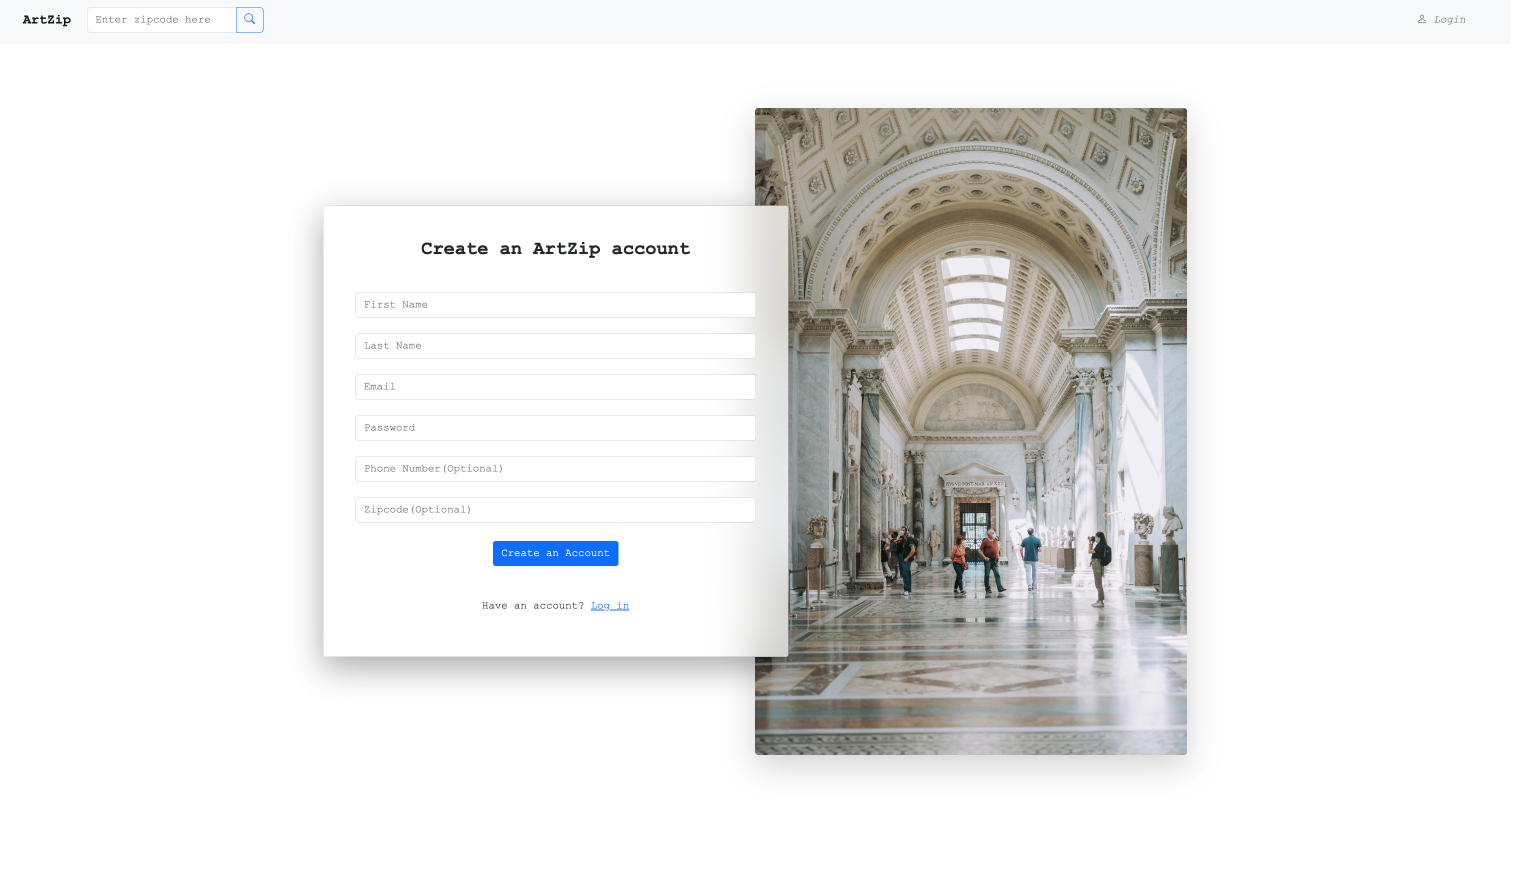 ArtZip
Enter zipcode here
Login
Create an ArtZip account
First Name
Last Name
Email
Password
Phone Number(Optional)
Zipcode(Optional)
Create an Account
Have an account? Log in